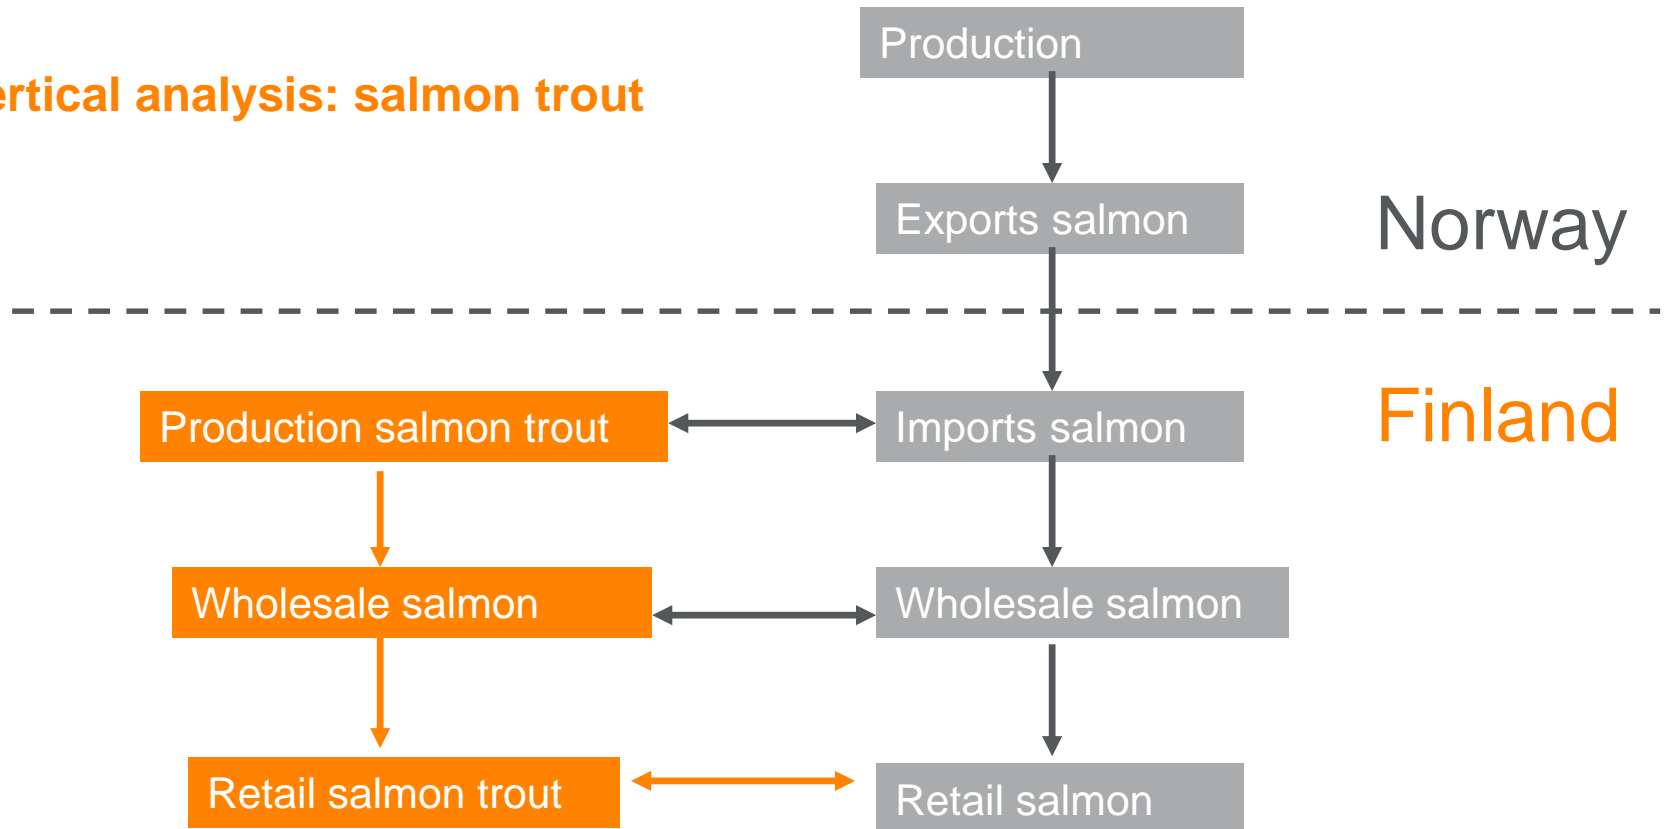 Production
ertical analysis: salmon trout
Exports salmon
Norway
Finland
Production salmon trout
Imports salmon
Wholesale salmon
Wholesale salmon
Retail salmon trout
Retail salmon